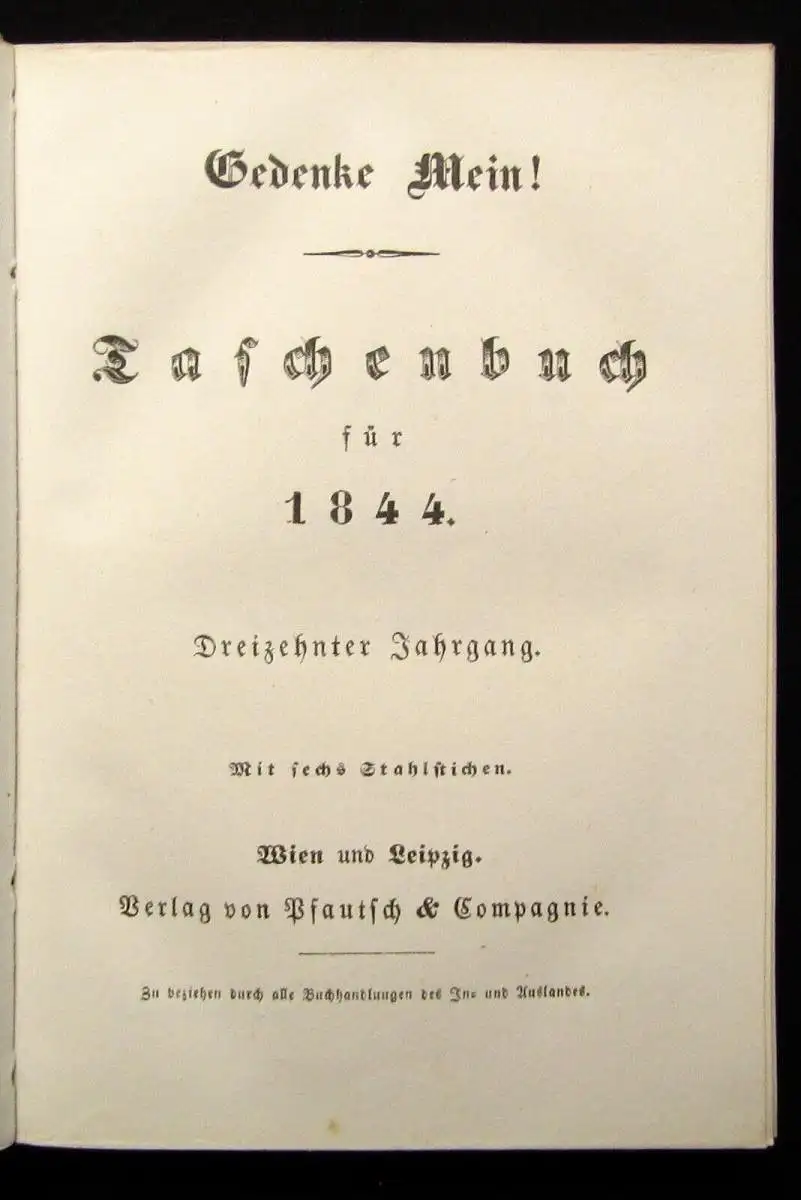 Gedenke Mein!
Taschenbuch
für
1844.
Dreizehnter Jahrgang.
Mit sechs Stahlstichen.
Wien und Leipzig.
Verlag von Pfautsch & Compagnie.
Zu beziehen durch alle Buchhandlungen des In- und Auslandes.